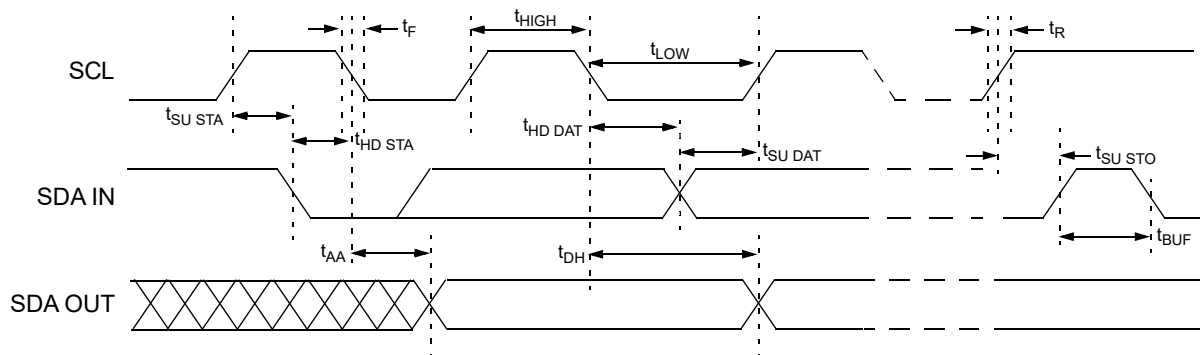 tF
tHIGH
tR
SCL
tLOW
tSU STA
tHD STA
tHD DAT
tSU DAT
tSU STO
SDA IN
tAA
tDH
tBUF
SDA OUT